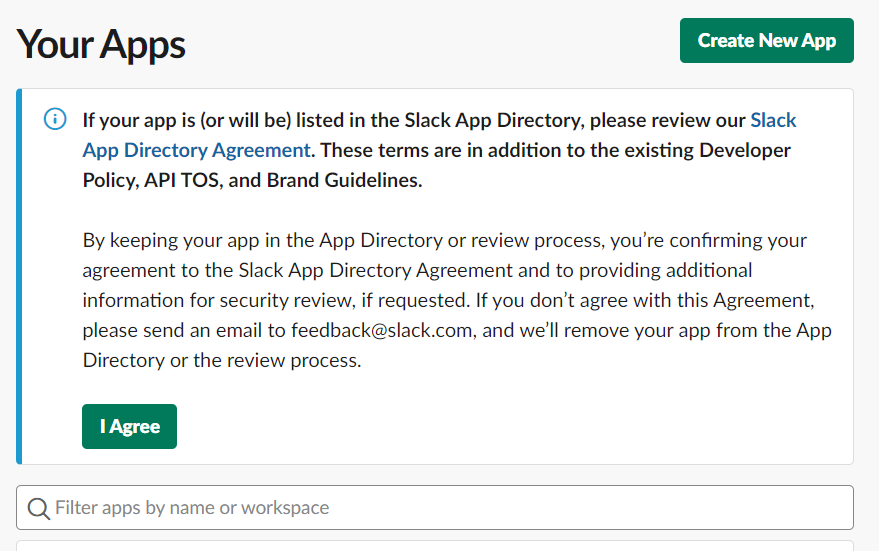 Your Apps
Create New App
If your app is (or will be) listed in the Slack App Directory, please review our Slack
App Directory Agreement. These terms are in addition to the existing Developer
Policy, API TOS, and Brand Guidelines.
By keeping your app in the App Directory or review process, you’re confirming your
agreement to the Slack App Directory Agreement and to providing additional
information for security review, if requested. If you don’t agree with this Agreement,
please send an email to feedback@slack.com, and we’ll remove your app from the App
Directory or the review process.
I Agree
Filter apps by name or workspace